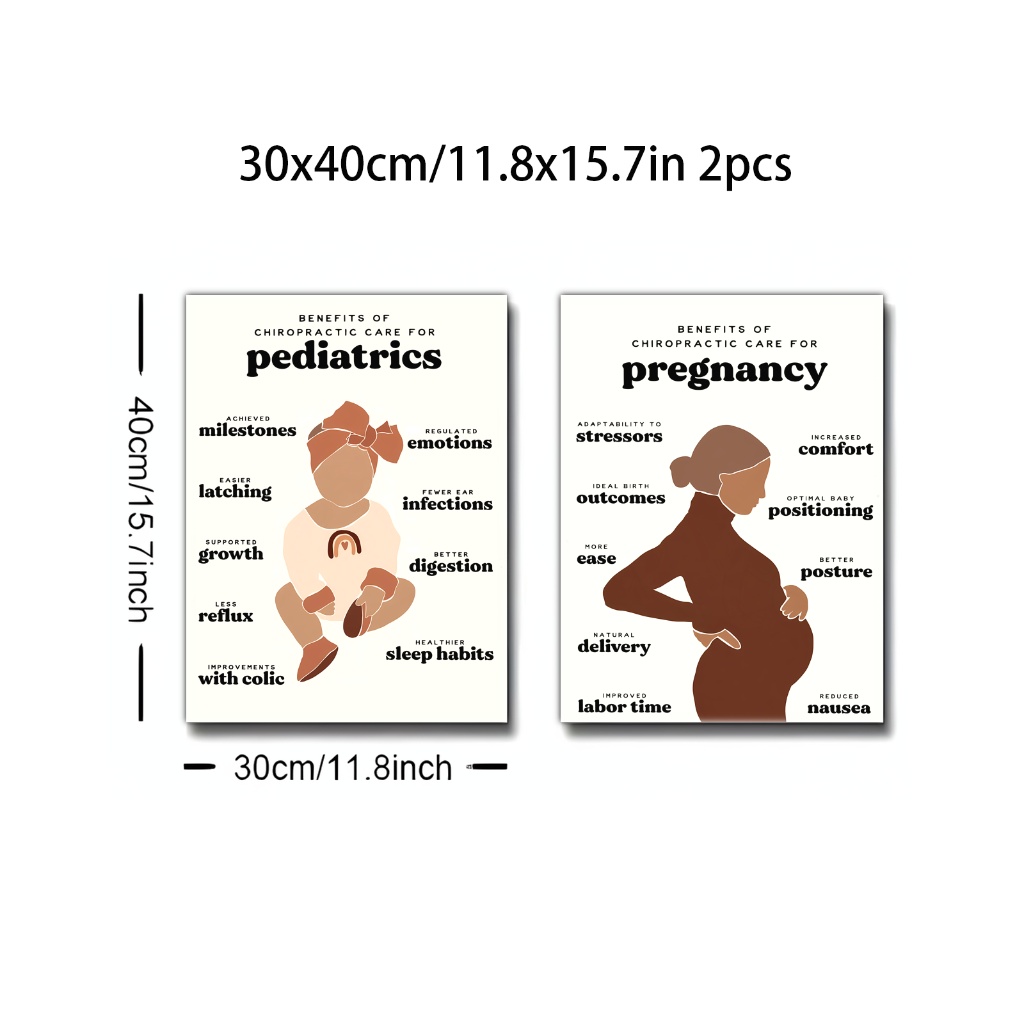 30x40cm/11.8x15.7in 2pcs
40cm/15.7inch
BENEFITS OF
CHIROPRACTIC CARE FOR
pediatrics
ACHIEVED
milestones
EASIER
latching
SUPPORTED
growth
LESS
reflux
IMPROVEMENTS
with colic
REGULATED
emotions
FEWER EAR
infections
BETTER
digestion
HEALTHIER
sleep habits
BENEFITS OF
CHIROPRACTIC CARE FOR
pregnancy
ADAPTABILITY TO
stressors
IDEAL BIRTH
outcomes
MORE
ease
NATURAL
delivery
IMPROVED
labor time
INCREASED
comfort
OPTIMAL BABY
positioning
BETTER
posture
REDUCED
nausea
30cm/11.8inch